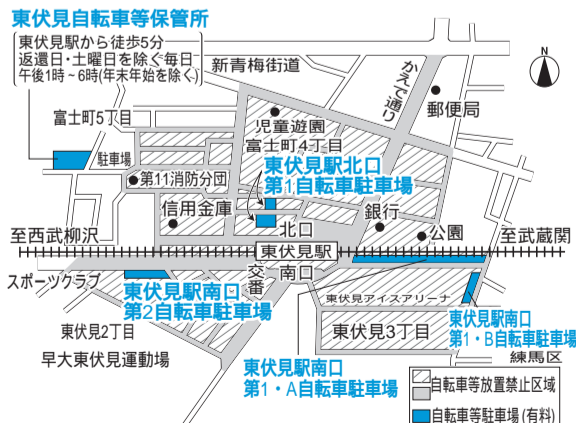 東伏見自転車等保管所
東伏見駅から徒歩5分
返還日・土曜日を除く毎日
午後1時～6時(年末年始を除く)
新青梅街道
かえで通り
N
郵便局
富士町5丁目
児童遊園
富士町4丁目
駐車場
東伏見駅北口
第1自転車駐車場
第11消防分団
信用金庫
銀行
公園
北口
至西武柳沢
東伏見駅
至武蔵関
スポーツクラブ
交番
南口
東伏見駅南口
第2自転車駐車場
東伏見アイスアリーナ
東伏見2丁目
東伏見3丁目
東伏見駅南口
第1・B自転車駐車場
早大東伏見運動場
練馬区
東伏見駅南口
第1・A自転車駐車場
自転車等放置禁止区域
自転車等駐車場(有料)